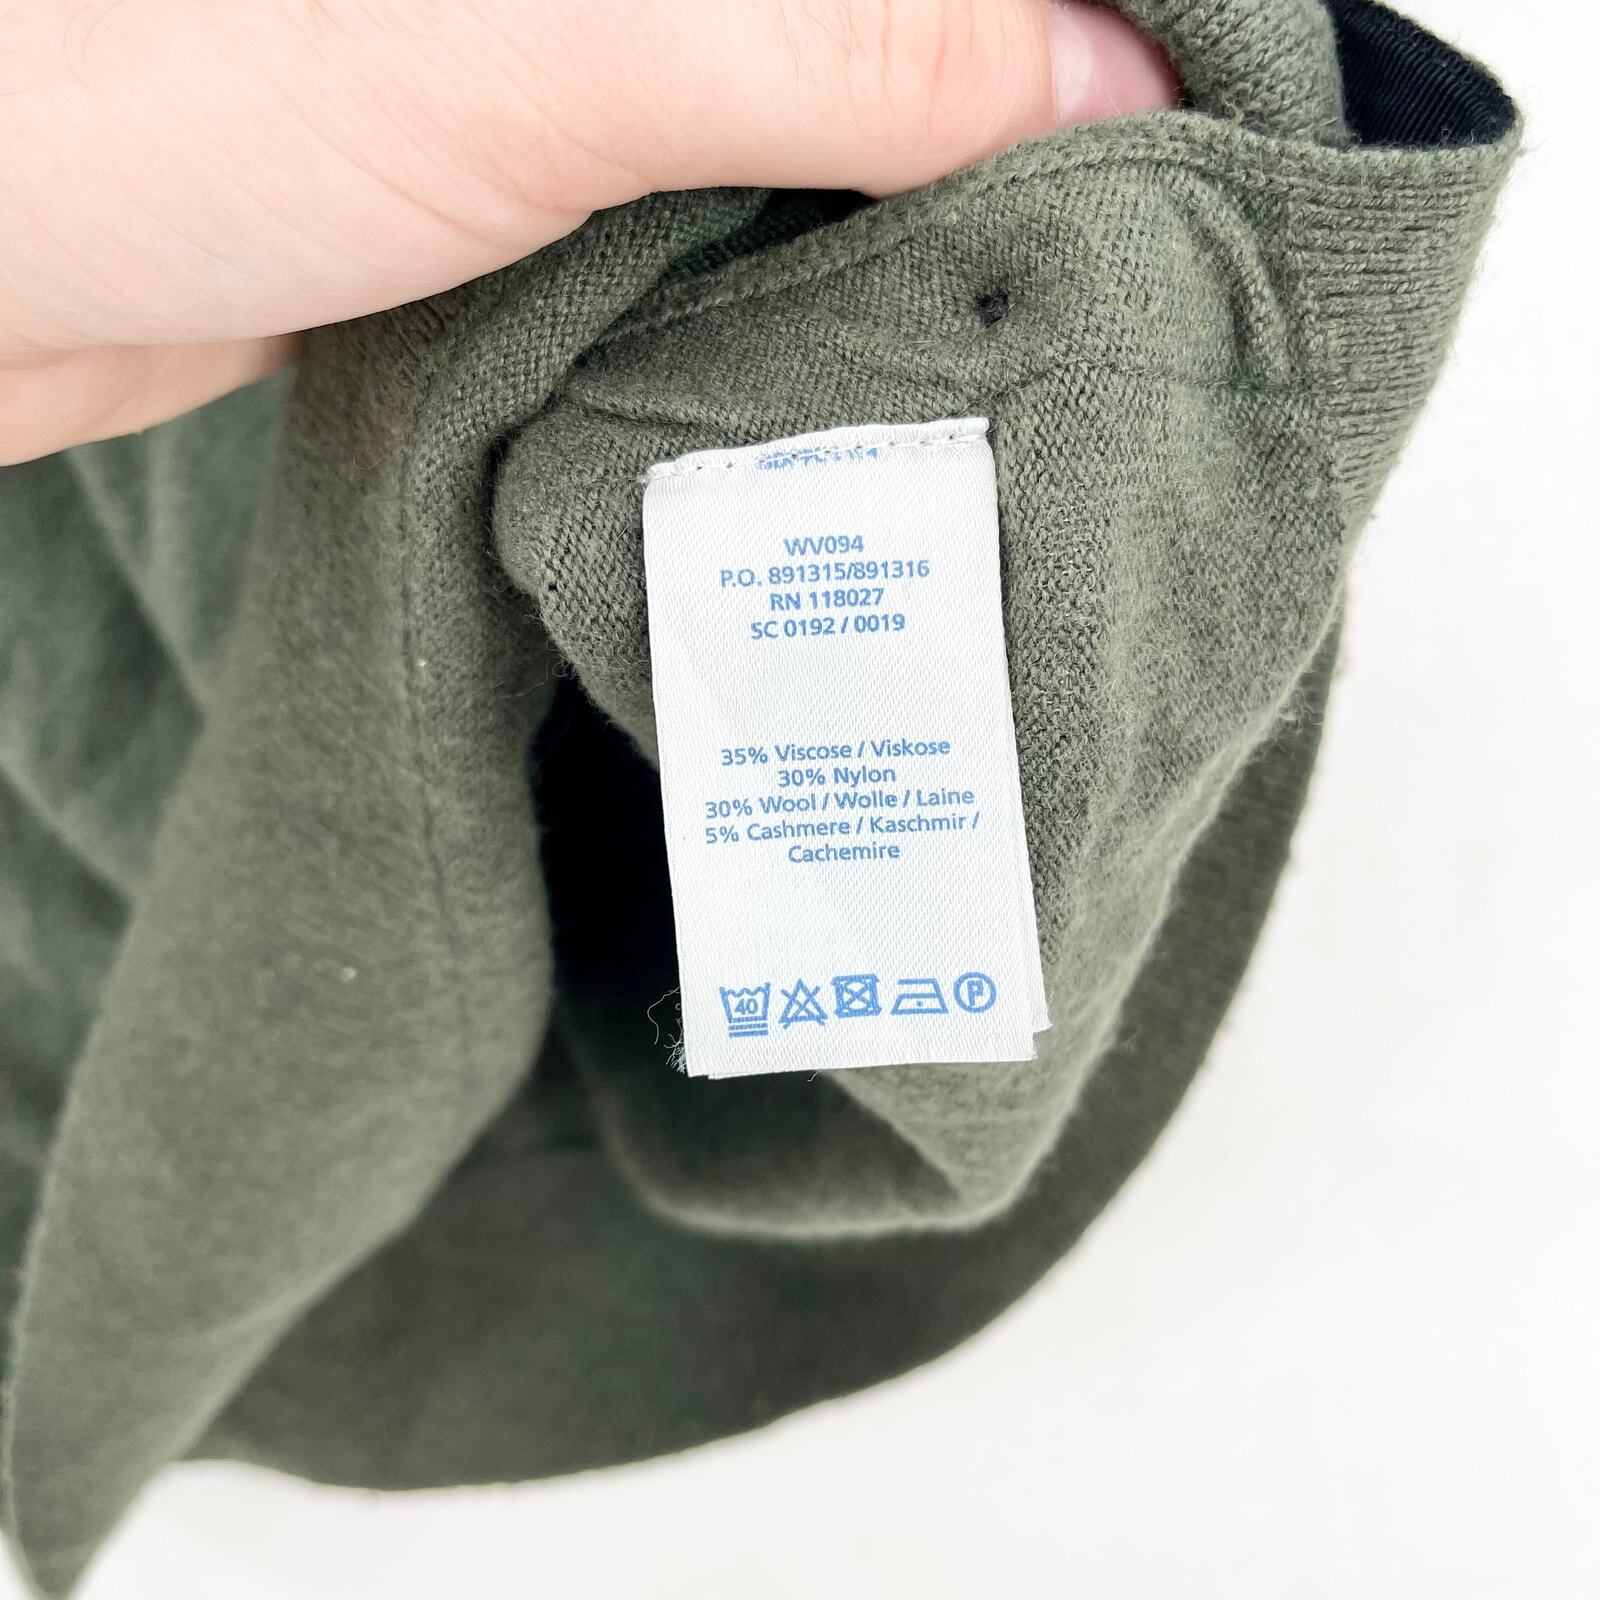 WV094
P.O. 891315/891316
RN 118027
SC 0192 / 0019
35% Viscose / Viskose
30% Nylon
30% Wool / Wolle / Laine
5% Cashmere / Kaschmir /
Cachemire
40
P